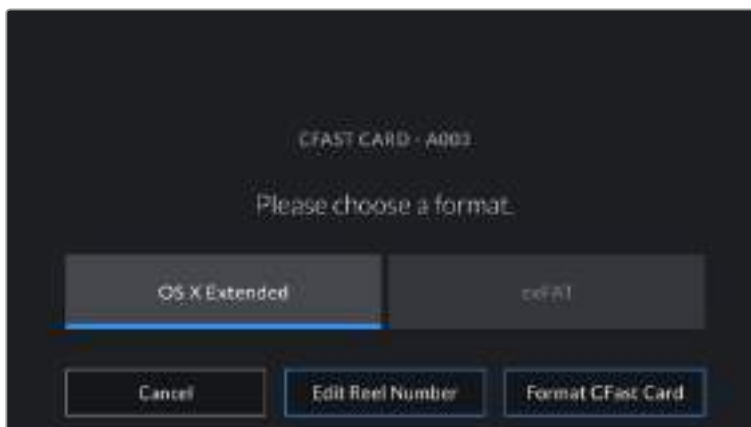 CFAST CARD - A003
Please choose a format.
OS X Extended
exFAT
Cancel
Edit Reel Number
Format CFast Card